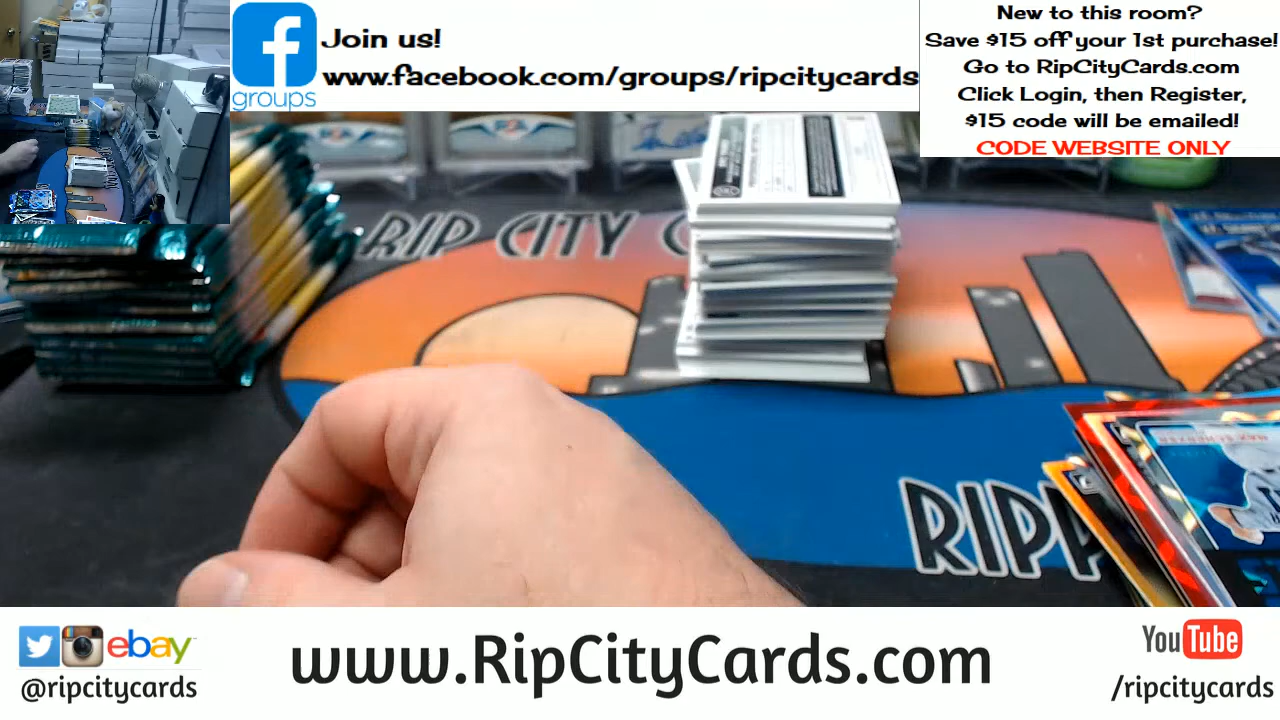 Join us!
www.facebook.com/groups/ripcitycards
groups
New to this room?
Save $15 off your 1st purchase!
Go to RipCityCards.com
Click Login, then Register,
$15 code will be emailed!
CODE WEBSITE ONLY
RIP CITY C
RIPP
ebay
@ripcitycards
www.RipCityCards.com
YouTube
/ripcitycards